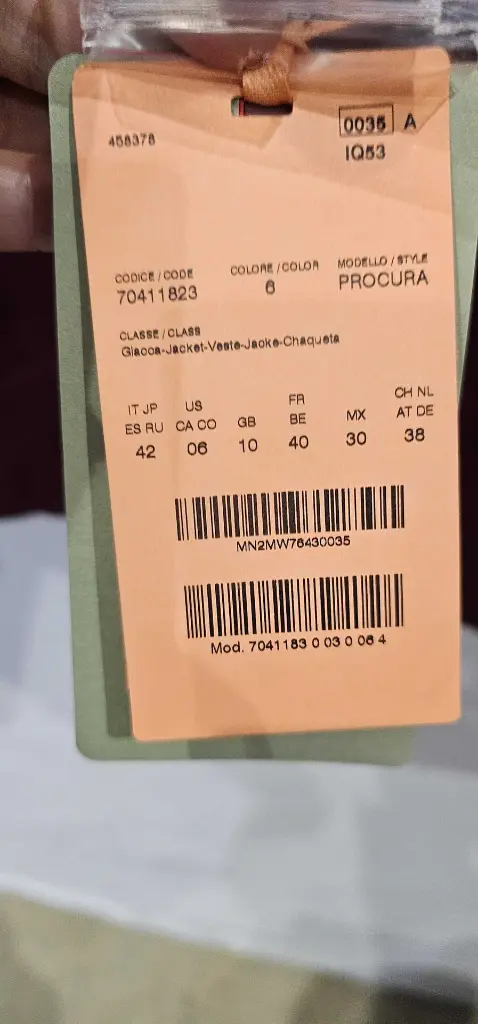 458378
0035 A
IQ53
CODICE / CODE
70411823
COLORE / COLOR
6
MODELLO / STYLE
PROCURA
CLASSE / CLASS
Giacca-Jacket-Veste-Jacke-Chaqueta
IT JP
ES RU
42
US
CA CO
06
GB
10
FR
BE
40
MX
30
CH NL
AT DE
38
MN2MW76430035
Mod. 7041183 0 03 0 06 4